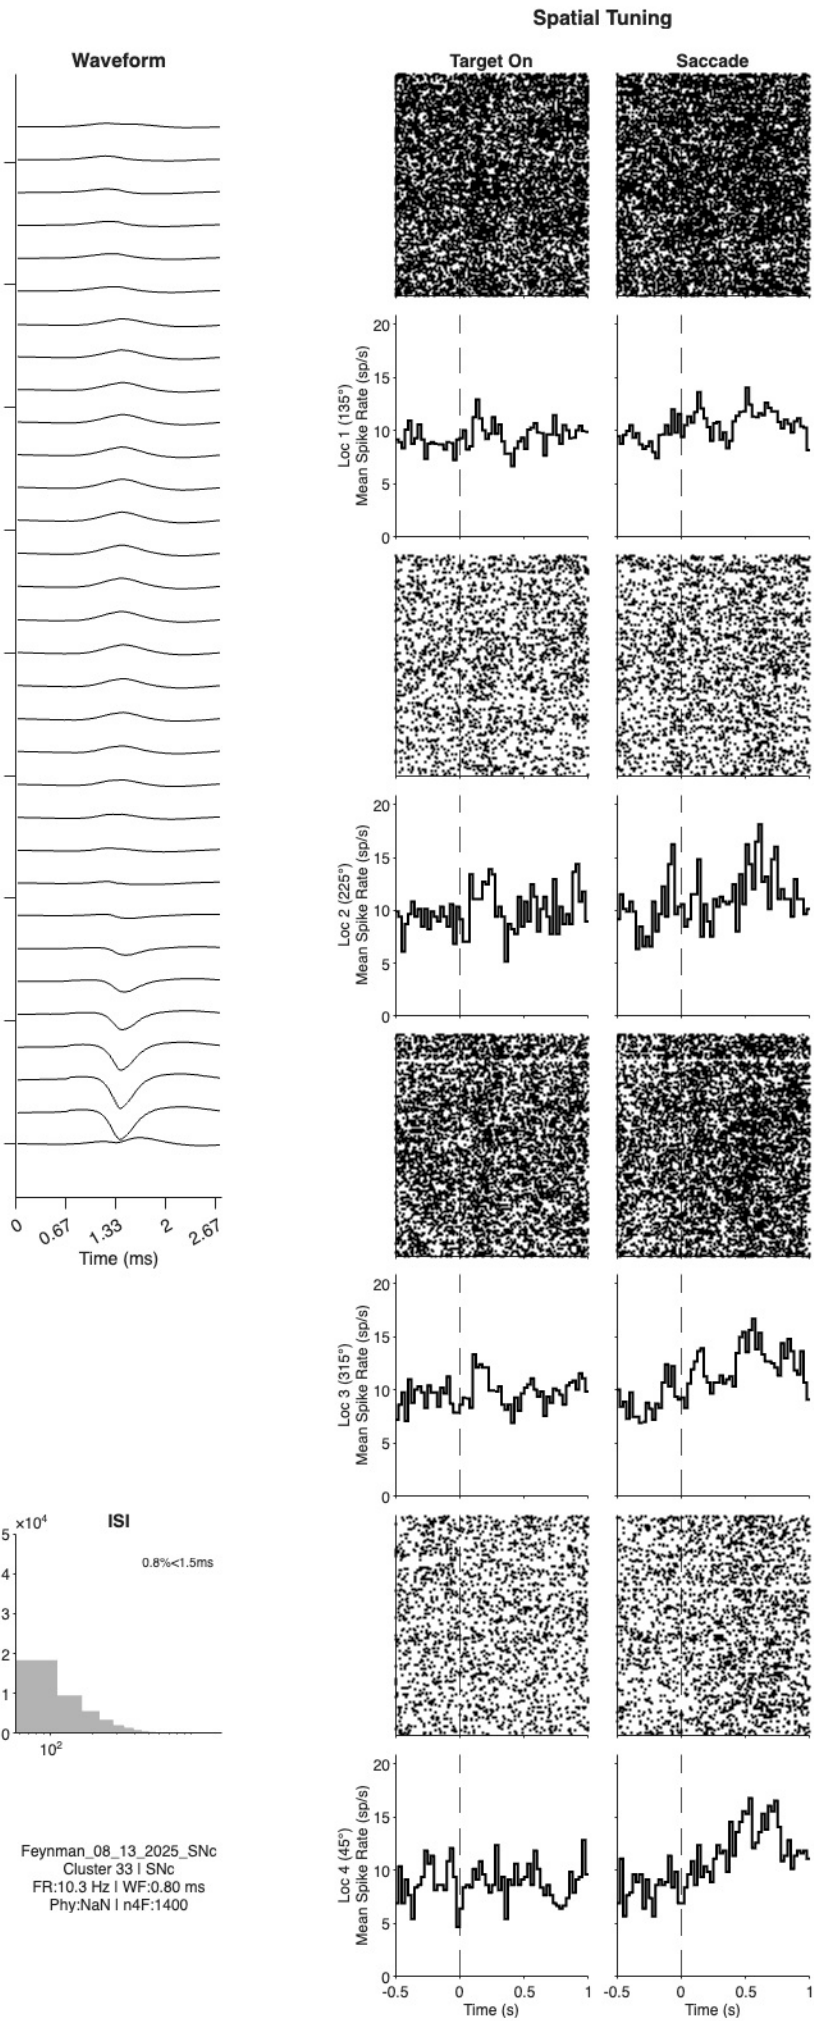 Spatial Tuning
Waveform
Target On
Saccade
20
15
10
5
0
Loc 1 (135°)
Mean Spike Rate (sp/s)
20
15
10
5
0
Loc 2 (225°)
Mean Spike Rate (sp/s)
0
0.67
1.33
2
2.67
Time (ms)
20
15
10
5
0
Loc 3 (315°)
Mean Spike Rate (sp/s)
×10⁴
ISI
5
4
3
2
1
0
0.8%<1.5ms
10²
20
15
10
5
0
Loc 4 (45°)
Mean Spike Rate (sp/s)
Feynman_08_13_2025_SNc
Cluster 33 | SNc
FR:10.3 Hz | WF:0.80 ms
Phy:NaN | n4F:1400
-0.5 0 0.5 1
Time (s)
-0.5 0 0.5 1
Time (s)